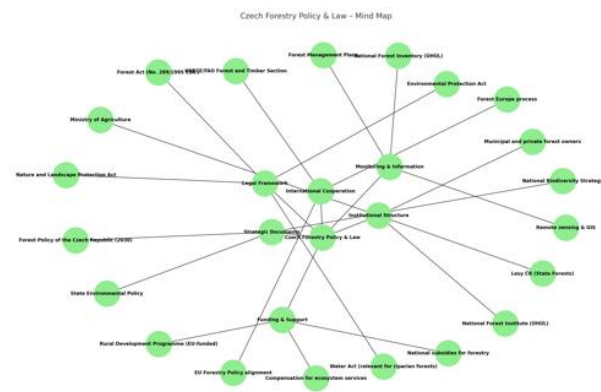 Czech Forestry Policy & Law – Mind Map
Forest Management Plans
National Forest Inventory (ÚHÚL)
Forest Act (No. 289/1995 Coll.)
UNECE/FAO Forest and Timber Section
Environmental Protection Act
Forest Europe process
Ministry of Agriculture
Municipal and private forest owners
Monitoring & Information
Nature and Landscape Protection Act
Legal Framework
International Cooperation
National Biodiversity Strategy
Institutional Structure
Remote sensing & GIS
Strategic Documents
Czech Forestry Policy & Law
Forest Policy of the Czech Republic (2030)
Lesy ČR (State Forests)
State Environmental Policy
Funding & Support
National Forest Institute (ÚHÚL)
Rural Development Programme (EU-funded)
National subsidies for forestry
Water Act (relevant for riparian forests)
EU Forestry Policy alignment
Compensation for ecosystem services